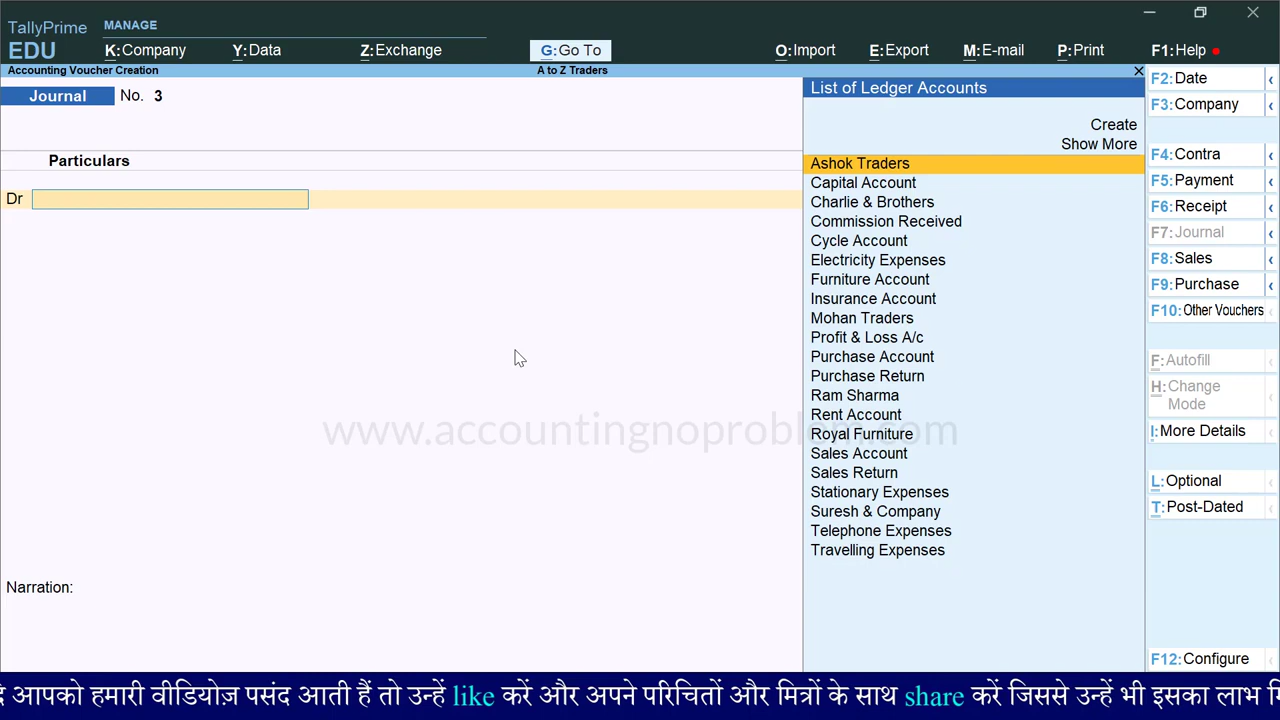 TallyPrime
EDU
MANAGE
K:Company
Y:Data
Z:Exchange
G:Go To
O:Import
E:Export
M:E-mail
P:Print
F1:Help
Accounting Voucher Creation
A to Z Traders
Journal No. 3
Particulars
Dr
Narration:
List of Ledger Accounts
Create
Show More
Ashok Traders
Capital Account
Charlie & Brothers
Commission Received
Cycle Account
Electricity Expenses
Furniture Account
Insurance Account
Mohan Traders
Profit & Loss A/c
Purchase Account
Purchase Return
Ram Sharma
Rent Account
Royal Furniture
Sales Account
Sales Return
Stationary Expenses
Suresh & Company
Telephone Expenses
Travelling Expenses
F2:Date
F3:Company
F4:Contra
F5:Payment
F6:Receipt
F7:Journal
F8:Sales
F9:Purchase
F10:Other Vouchers
F:Autofill
H:Change
Mode
I:More Details
L:Optional
T:Post-Dated
F12:Configure
www.accountingnoproblem.com
आपको हमारी वीडियोज़ पसंद आती हैं तो उन्हें like करें और अपने परिचितों और मित्रों के साथ share करें जिससे उन्हें भी इसका लाभ